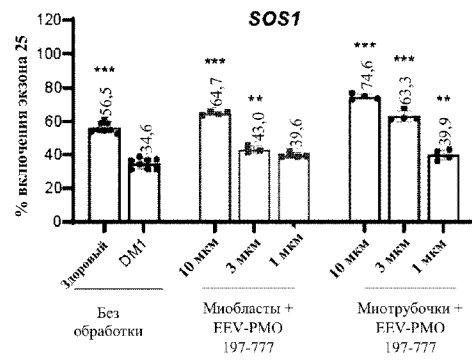 SOS1
% включения экзона 25
100
80
60
40
20
0
***
56,5
34,6
***
64,7
**
43,0
39,6
***
74,6
***
63,3
**
39,9
Здоровый
DM1
10 мкм
3 мкм
1 мкм
10 мкм
3 мкм
1 мкм
Без
обработки
Миобласты +
EEV-PMO
197-777
Миотрубочки +
EEV-PMO
197-777